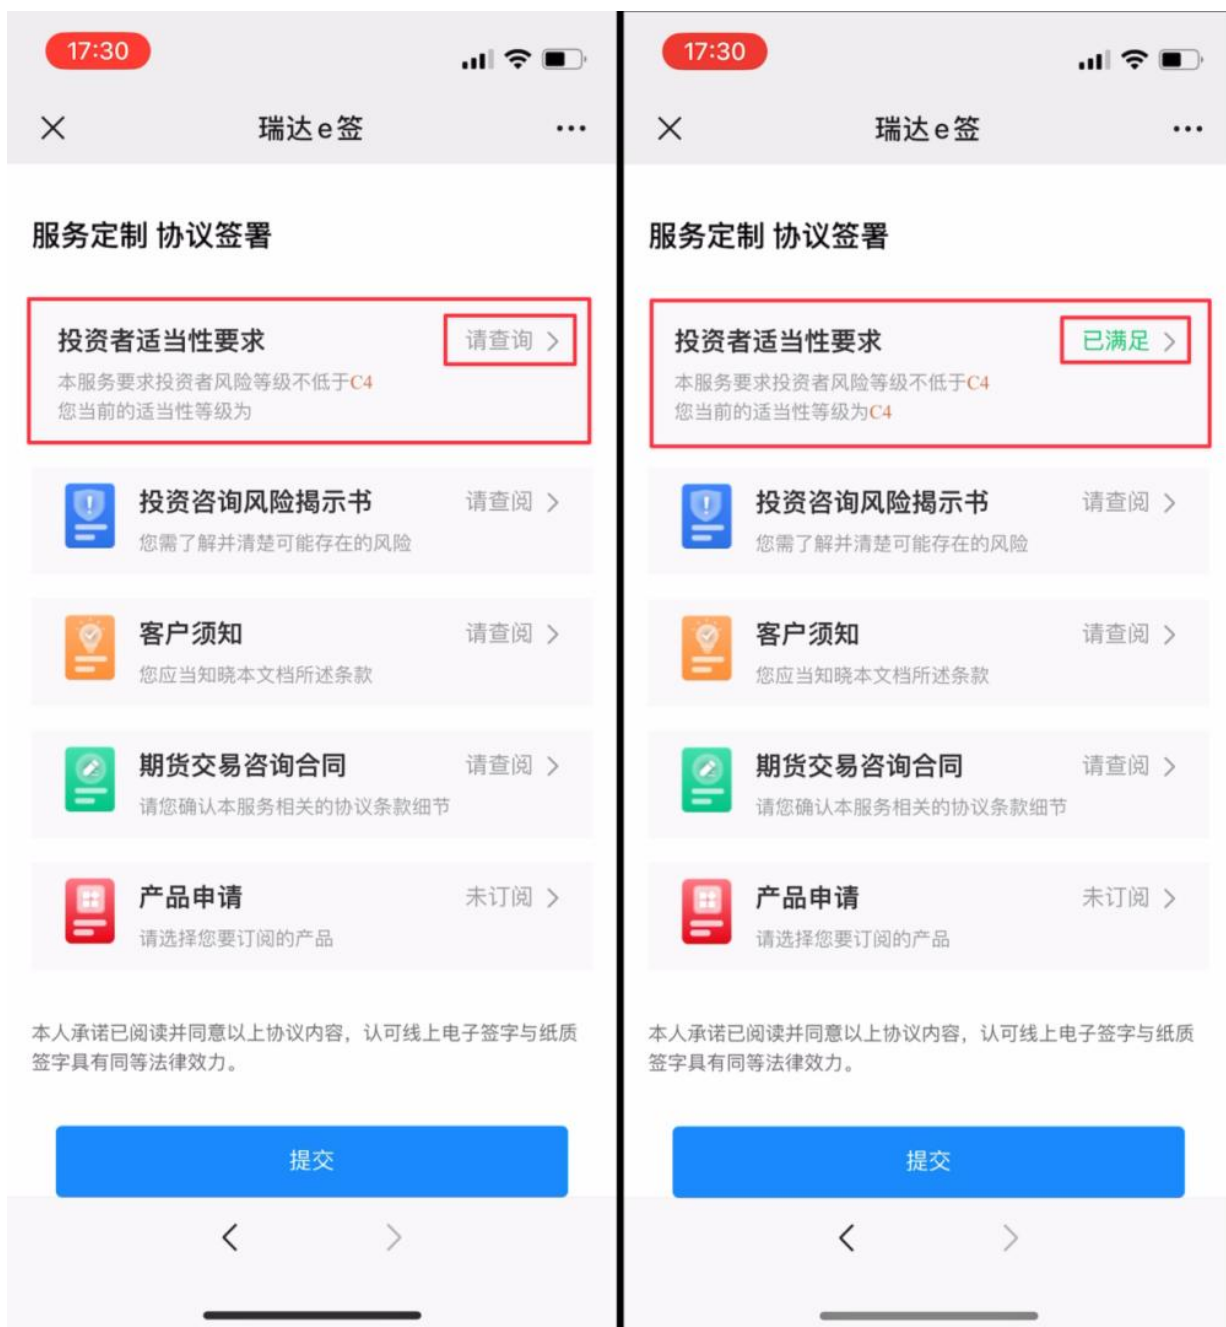 17:30
瑞达e签
服务定制 协议签署
投资者适当性要求
请查询
本服务要求投资者风险等级不低于C4
您当前的适当性等级为
投资咨询风险揭示书
请查阅
您需了解并清楚可能存在的风险
客户须知
请查阅
您应当知晓本文档所述条款
期货交易咨询合同
请查阅
请您确认本服务相关的协议条款细节
产品申请
未订阅
请选择您要订阅的产品
本人承诺已阅读并同意以上协议内容，认可线上电子签字与纸质
签字具有同等法律效力。
提交
17:30
瑞达e签
服务定制 协议签署
投资者适当性要求
已满足
本服务要求投资者风险等级不低于C4
您当前的适当性等级为C4
投资咨询风险揭示书
请查阅
您需了解并清楚可能存在的风险
客户须知
请查阅
您应当知晓本文档所述条款
期货交易咨询合同
请查阅
请您确认本服务相关的协议条款细节
产品申请
未订阅
请选择您要订阅的产品
本人承诺已阅读并同意以上协议内容，认可线上电子签字与纸质
签字具有同等法律效力。
提交